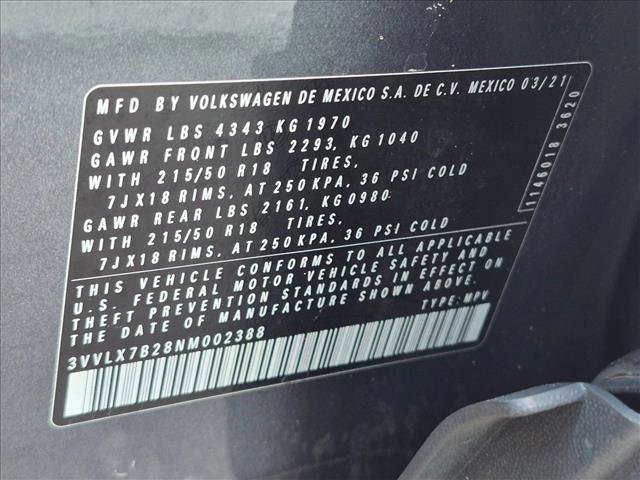 MFD BY VOLKSWAGEN DE MEXICO S.A. DE C.V. MEXICO 03/21
GVWR LBS 4343 KG 1970
GAWR FRONT LBS 2293, KG 1040
WITH 215/50 R18 TIRES,
7JX18 RIMS, AT 250 KPA, 36 PSI COLD
GAWR REAR LBS 2161, KG 0980
WITH 215/50 R18 TIRES,
7JX18 RIMS, AT 250 KPA, 36 PSI COLD
THIS VEHICLE CONFORMS TO ALL APPLICABLE
U.S. FEDERAL MOTOR VEHICLE SAFETY AND
THEFT PREVENTION STANDARDS IN EFFECT ON
THE DATE OF MANUFACTURE SHOWN ABOVE.
3VVLX7B28NM002388 TYPE: MPV
1146018 3620